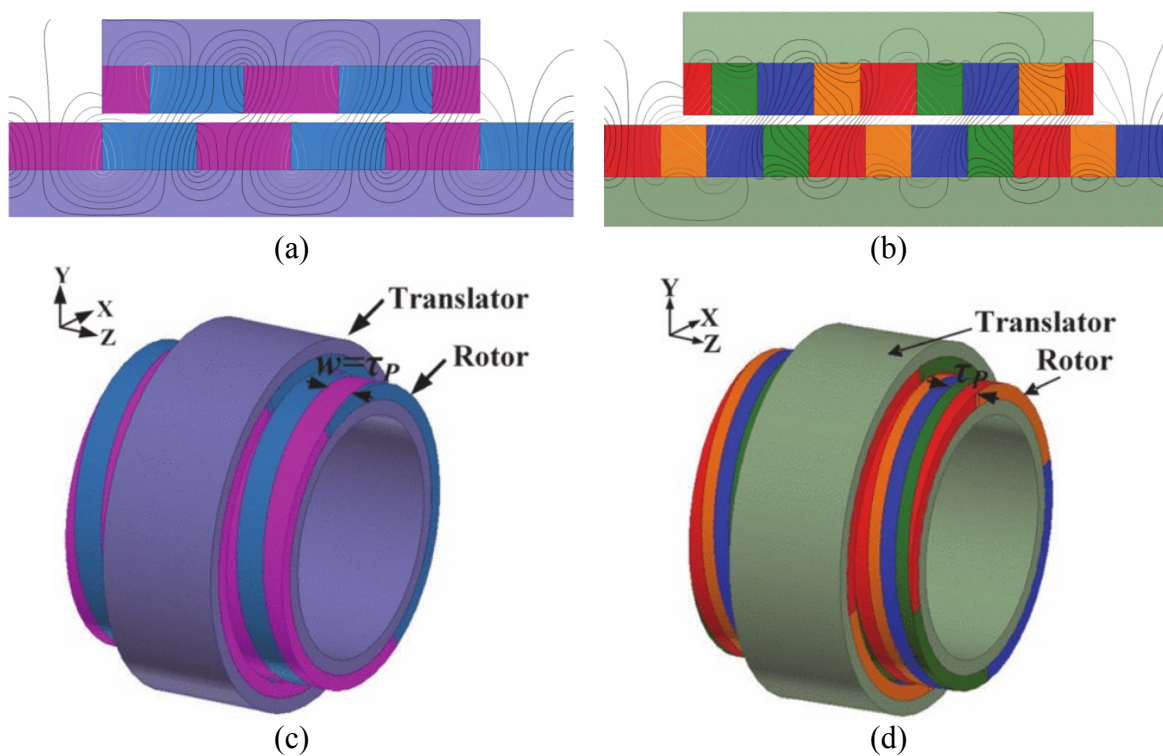 (a)
(b)
Y
X
Z
Translator
Rotor
w=τP
(c)
Y
X
Z
Translator
Rotor
τP
(d)